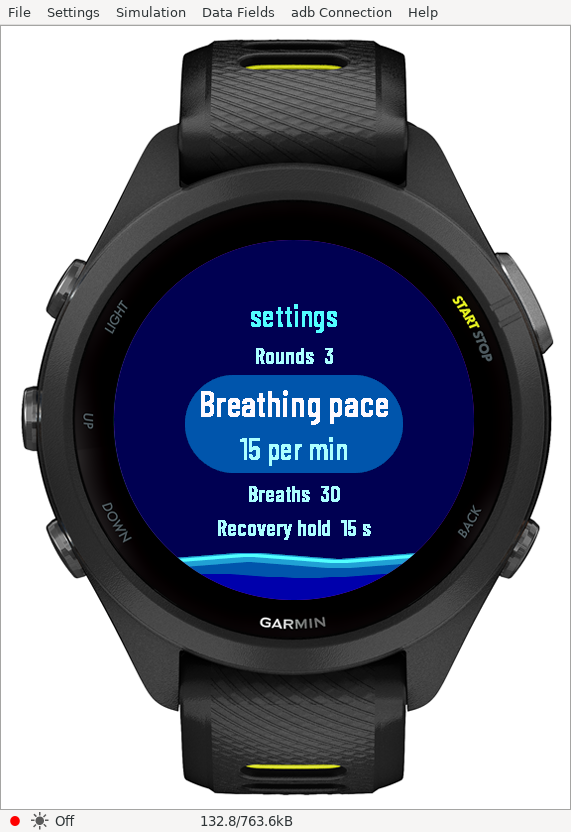 File Settings Simulation Data Fields adb Connection Help
settings
Rounds 3
LIGHT
START STOP
Breathing pace
UP
15 per min
Breaths 30
DOWN
BACK
Recovery hold 15 s
GARMIN
Off 132.8/763.6kB